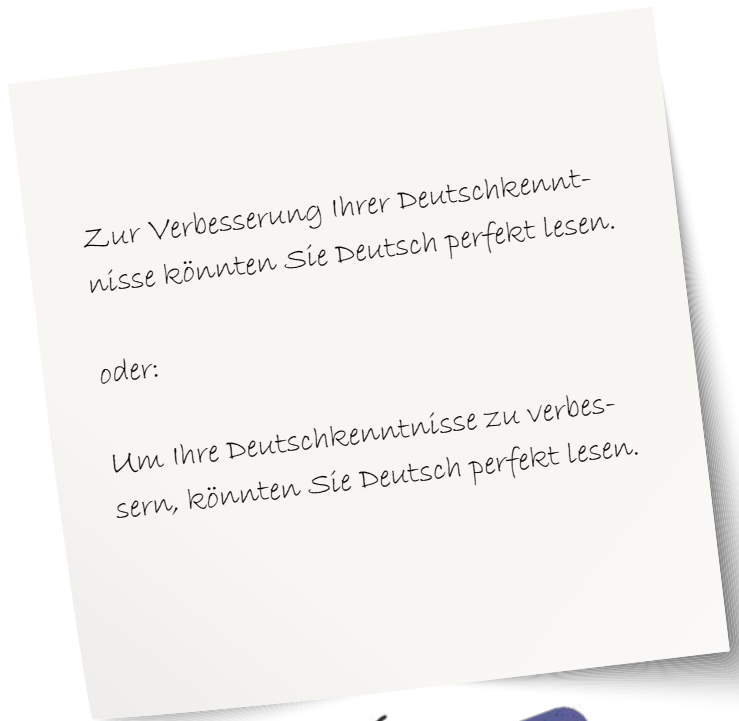 Zur Verbesserung Ihrer Deutschkennt-
nisse könnten Sie Deutsch perfekt lesen.
oder:
Um Ihre Deutschkenntnisse zu verbes-
sern, könnten Sie Deutsch perfekt lesen.